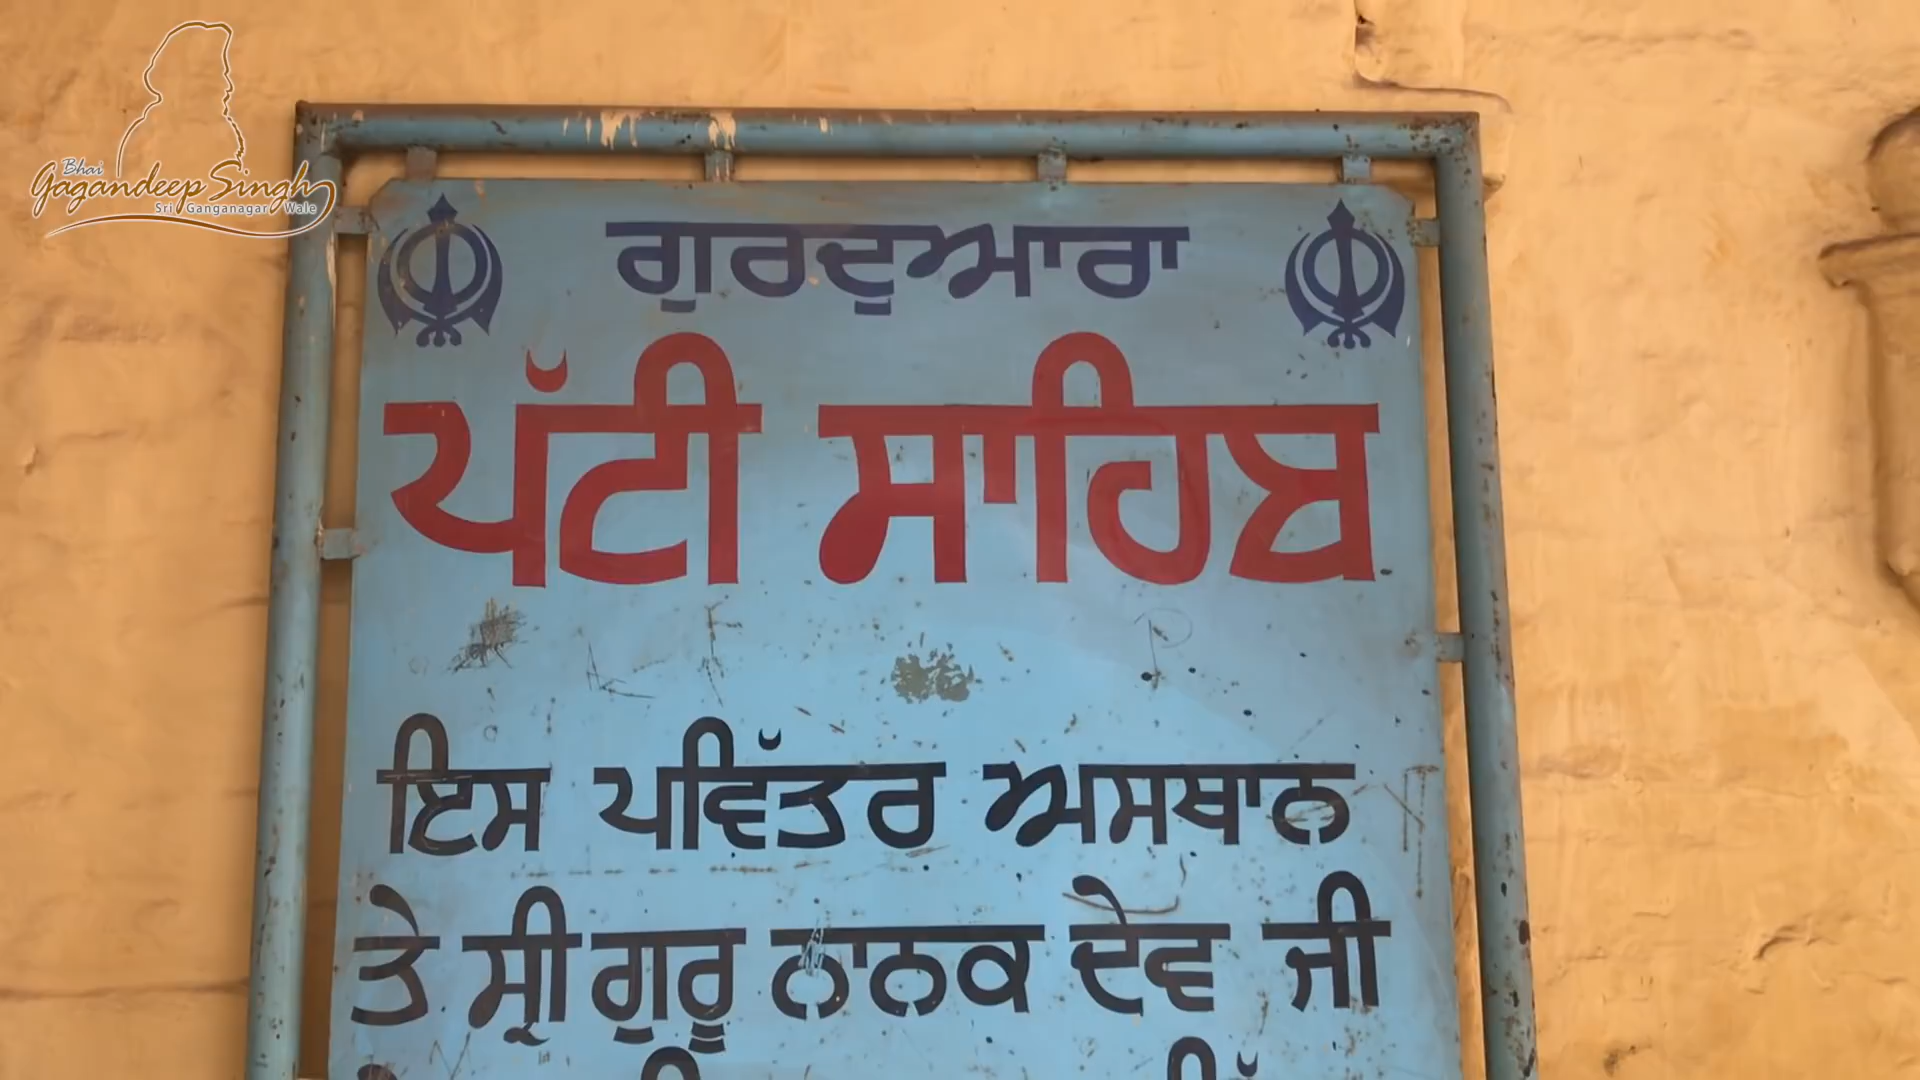 Bhai
Gagandeep Singh
Sri Ganganagar Wale
ਗੁਰਦੁਆਰਾ
ਪੱਟੀ ਸਾਹਿਬ
ਇਸ ਪਵਿੱਤਰ ਅਸਥਾਨ
ਤੇ ਸ੍ਰੀ ਗੁਰੂ ਨਾਨਕ ਦੇਵ ਜੀ